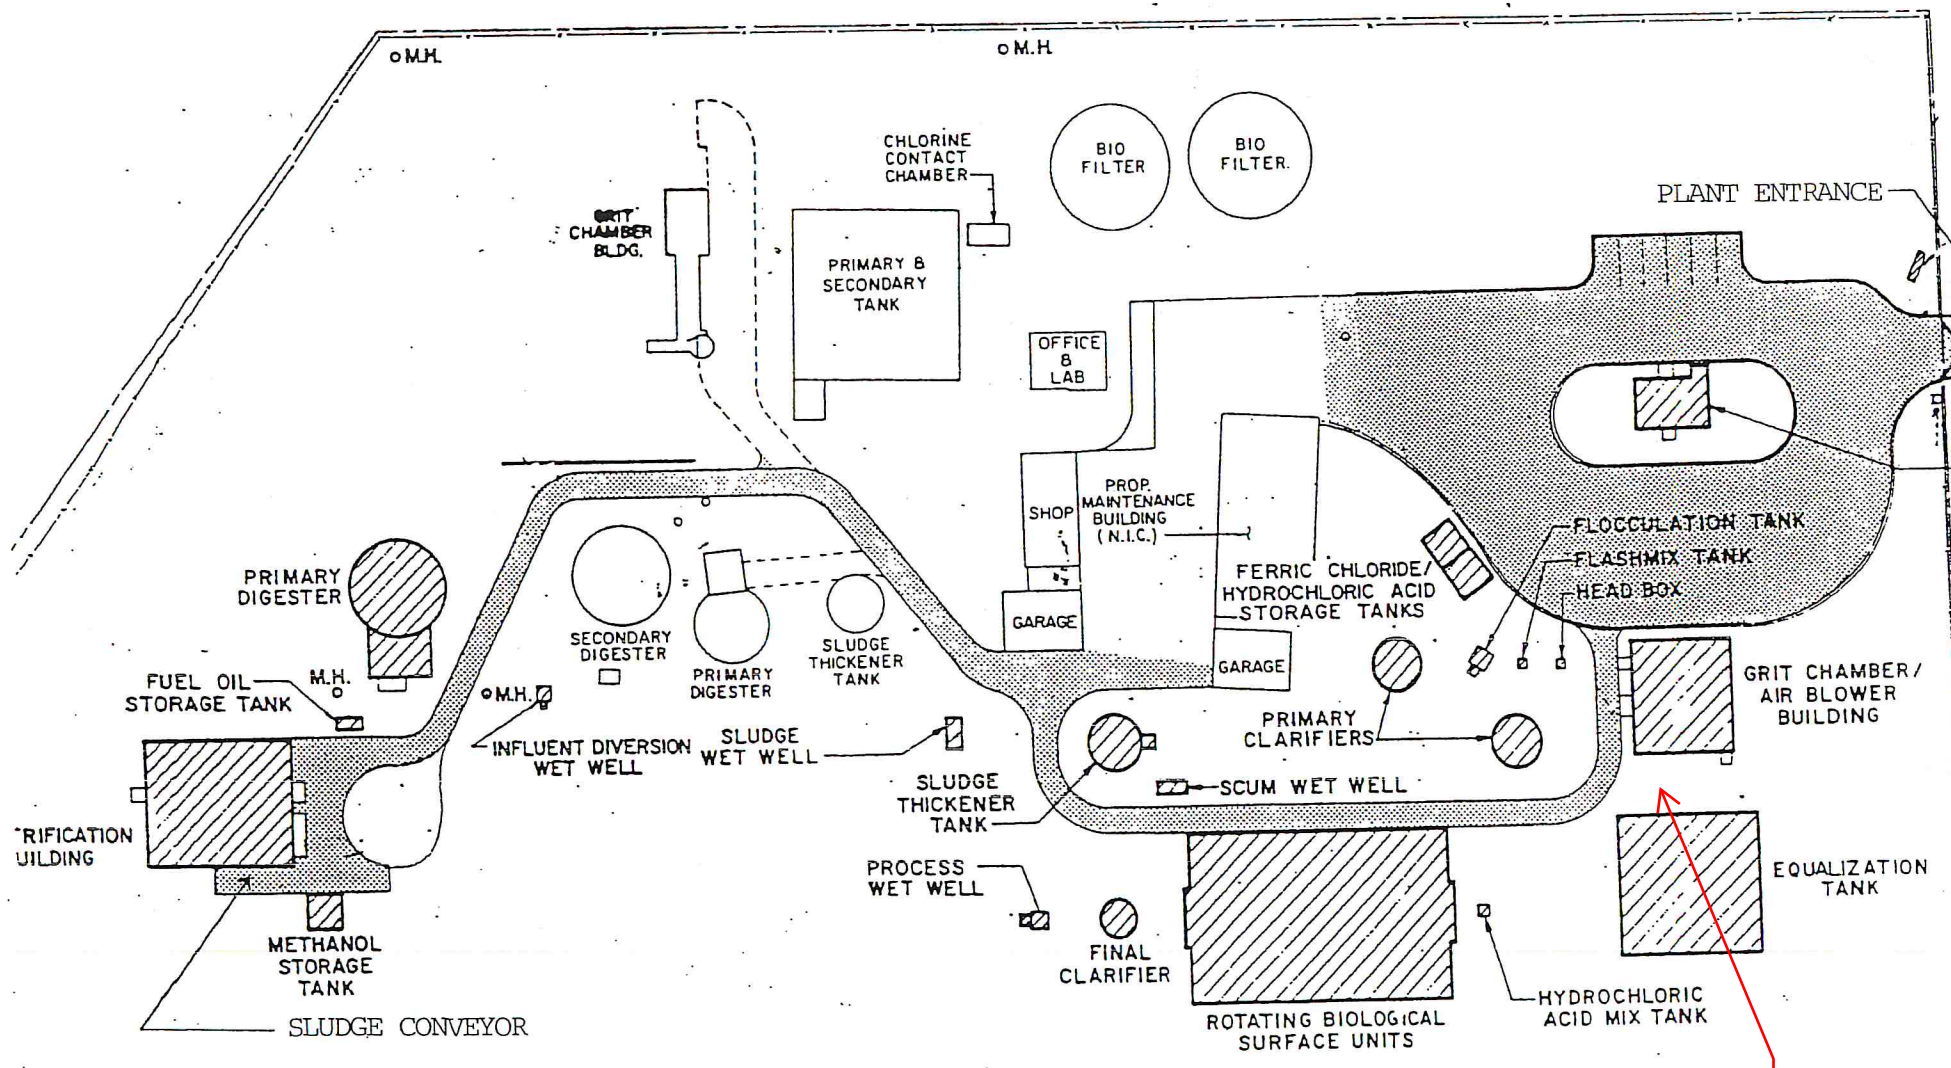 M.H.
M.H.
CHLORINE
CONTACT
CHAMBER
BIO
FILTER
BIO
FILTER.
PLANT ENTRANCE
GRIT
CHAMBER
BLDG.
PRIMARY &
SECONDARY
TANK
OFFICE
&
LAB
SHOP
PROP.
MAINTENANCE
BUILDING
( N.I.C.)
FLOCCULATION TANK
FLASHMIX TANK
HEAD BOX
FERRIC CHLORIDE/
HYDROCHLORIC ACID
STORAGE TANKS
PRIMARY
DIGESTER
GARAGE
SECONDARY
DIGESTER
PRIMARY
DIGESTER
SLUDGE
THICKENER
TANK
GARAGE
M.H.
M.H.
FUEL OIL
STORAGE TANK
INFLUENT DIVERSION
WET WELL
SLUDGE
WET WELL
PRIMARY
CLARIFIERS
GRIT CHAMBER/
AIR BLOWER
BUILDING
SLUDGE
THICKENER
TANK
SCUM WET WELL
RIFICATION
UILDING
PROCESS
WET WELL
EQUALIZATION
TANK
METHANOL
STORAGE
TANK
FINAL
CLARIFIER
SLUDGE CONVEYOR
ROTATING BIOLOGICAL
SURFACE UNITS
HYDROCHLORIC
ACID MIX TANK